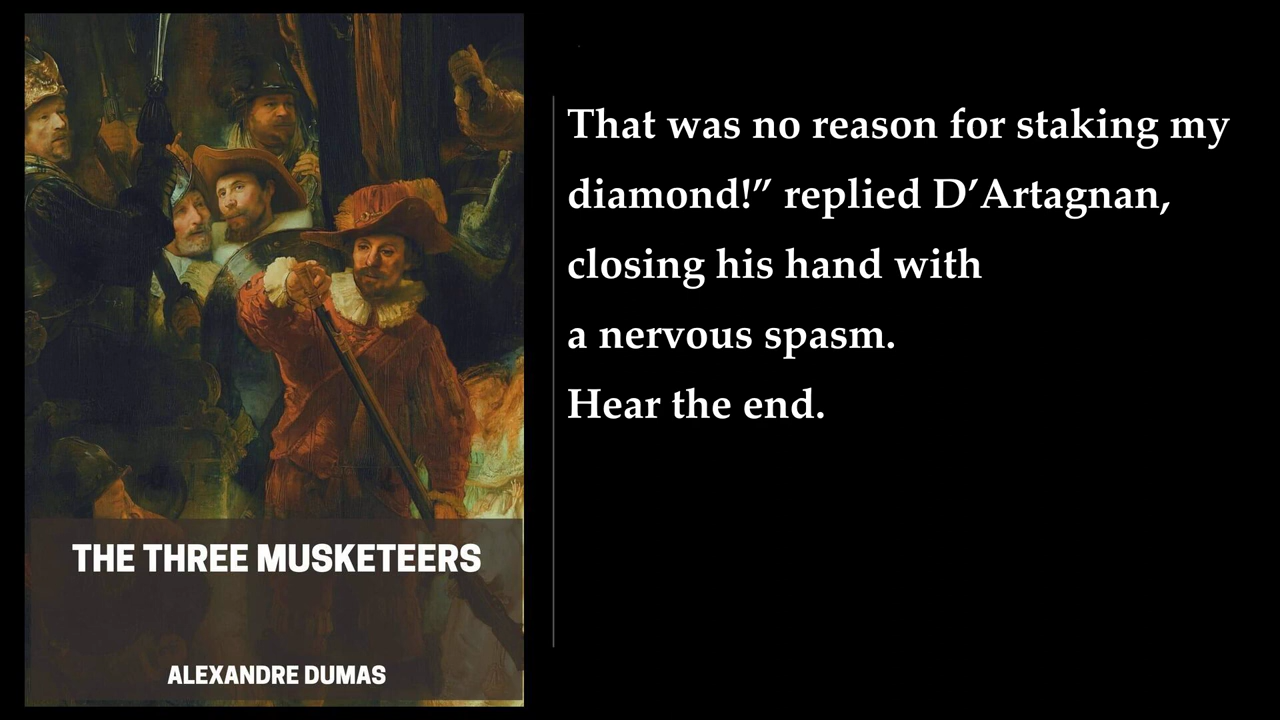 THE THREE MUSKETEERS
ALEXANDRE DUMAS
That was no reason for staking my
diamond!” replied D’Artagnan,
closing his hand with
a nervous spasm.
Hear the end.